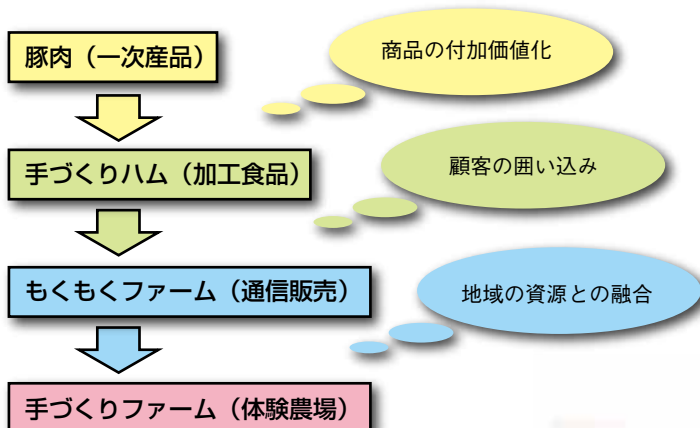 豚肉（一次産品）
商品の付加価値化
手づくりハム（加工食品）
顧客の囲い込み
もくもくファーム（通信販売）
地域の資源との融合
手づくりファーム（体験農場）